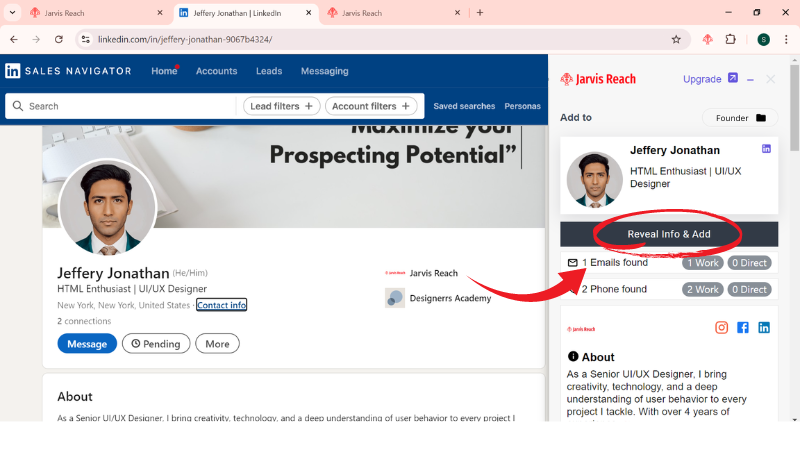 Jarvis Reach
Jeffery Jonathan | LinkedIn
Jarvis Reach
linkedin.com/in/jeffery-jonathan-9067b4324/
S
in SALES NAVIGATOR
Home
Accounts
Leads
Messaging
Search
Lead filters +
Account filters +
Saved searches
Personas
Maximize your
Prospecting Potential”
Jeffery Jonathan (He/Him)
HTML Enthusiast | UI/UX Designer
New York, New York, United States · Contact info
2 connections
Message
Pending
More
Jarvis Reach
Designerrs Academy
About
As a Senior UI/UX Designer, I bring creativity, technology, and a deep understanding of user behavior to every project I
Jarvis Reach
Upgrade
Add to
Founder
Jeffery Jonathan
in
HTML Enthusiast | UI/UX
Designer
Reveal Info & Add
1 Emails found
1 Work
0 Direct
2 Phone found
2 Work
0 Direct
Jarvis Reach
in
About
As a Senior UI/UX Designer, I bring
creativity, technology, and a deep
understanding of user behavior to every
project I tackle. With over 4 years of